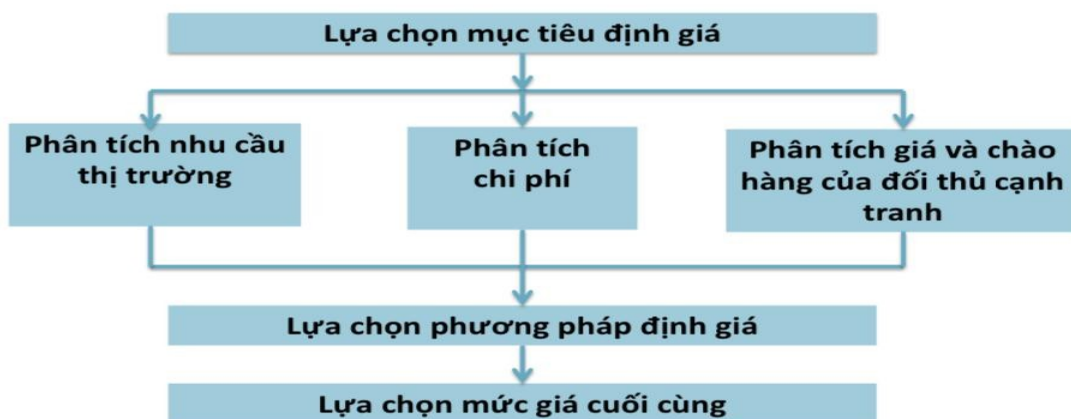 Lựa chọn mục tiêu định giá
Phân tích nhu cầu
thị trường
Phân tích
chi phí
Phân tích giá và chào
hàng của đối thủ cạnh
tranh
Lựa chọn phương pháp định giá
Lựa chọn mức giá cuối cùng